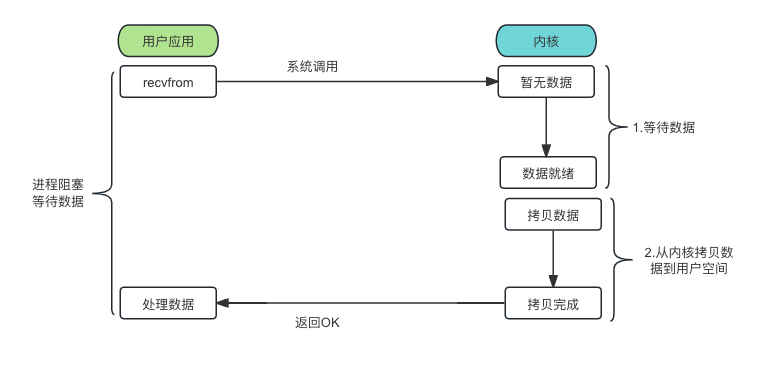 用户应用
内核
系统调用
recvfrom
暂无数据
1.等待数据
数据就绪
进程阻塞
等待数据
拷贝数据
2.从内核拷贝数
据到用户空间
处理数据
拷贝完成
返回OK